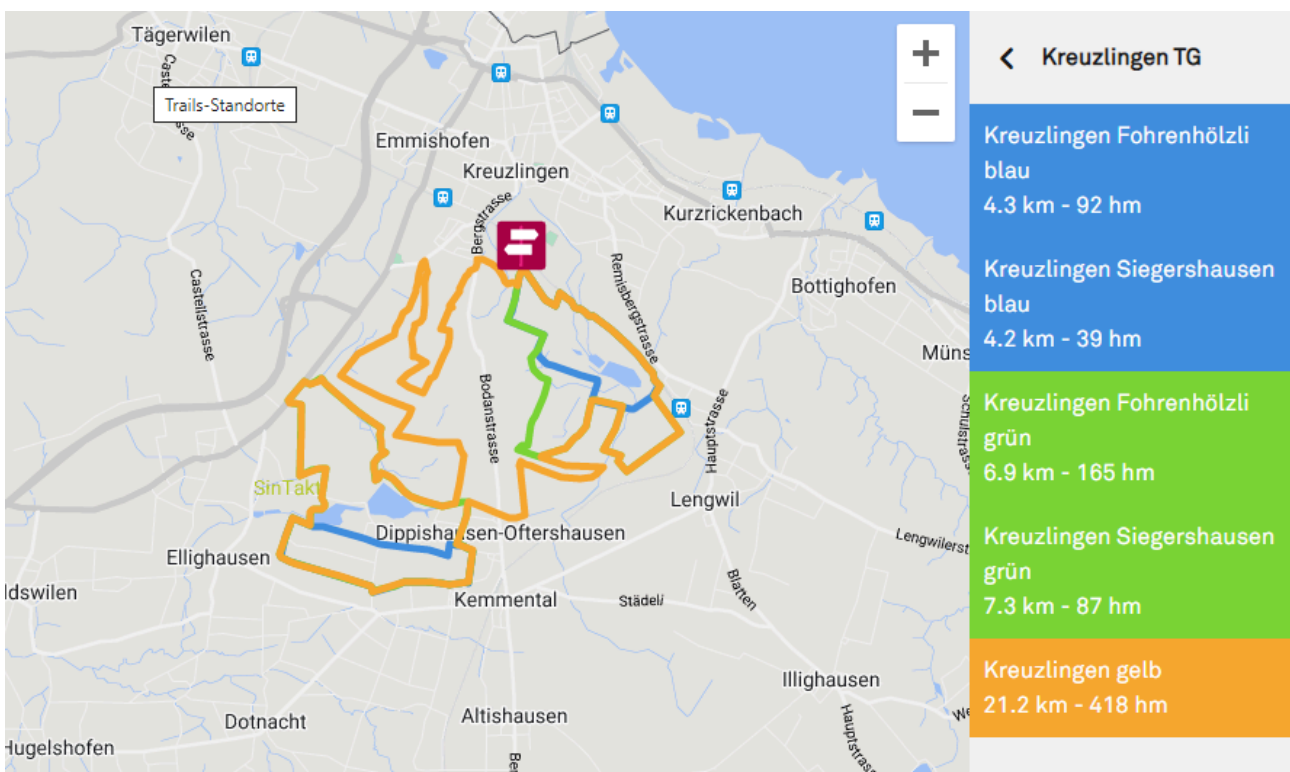 Tägerwilen
Trails-Standorte
Emmishofen
Kreuzlingen
Bergstrasse
Kurzrickenbach
Remisbergstrasse
Bottighofen
Castellstrasse
Müns
Bodanstrasse
Hauptstrasse
SinTakt
Lengwil
Dippishausen-Oftershausen
Lengwilerst
Ellighausen
Blatten
ldswilen
Kemmental
Städeli
Illighausen
Dotnacht
Altishausen
Hauptstrass
Hugelshofen
+
−
Kreuzlingen TG
Kreuzlingen Fohrenhölzli
blau
4.3 km - 92 hm
Kreuzlingen Siegershausen
blau
4.2 km - 39 hm
Kreuzlingen Fohrenhölzli
grün
6.9 km - 165 hm
Kreuzlingen Siegershausen
grün
7.3 km - 87 hm
Kreuzlingen gelb
21.2 km - 418 hm